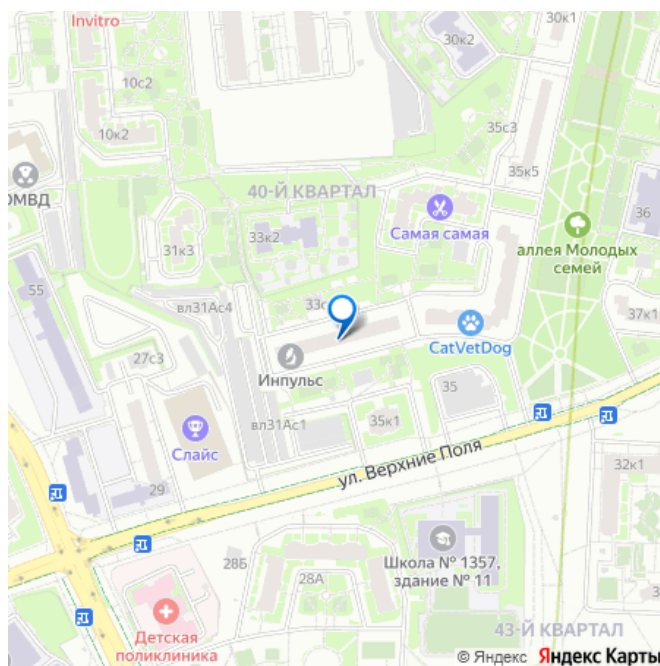 Invitro
30к1
30к2
10с2
10к2
35с3
35к5
ОМВД
40-Й КВАРТАЛ
Самая самая
36
аллея Молодых
семей
33к2
31к3
55
вл31Ас4
37к1
27с3
CatVetDog
Инпульс
35
вл31Ас1
35к1
Слайс
ул. Верхние Поля
29
32к1
28Б
28А
Школа № 1357,
здание № 11
Детская
поликлиника
43-Й КВАРТАЛ
© Яндекс Яндекс Карты